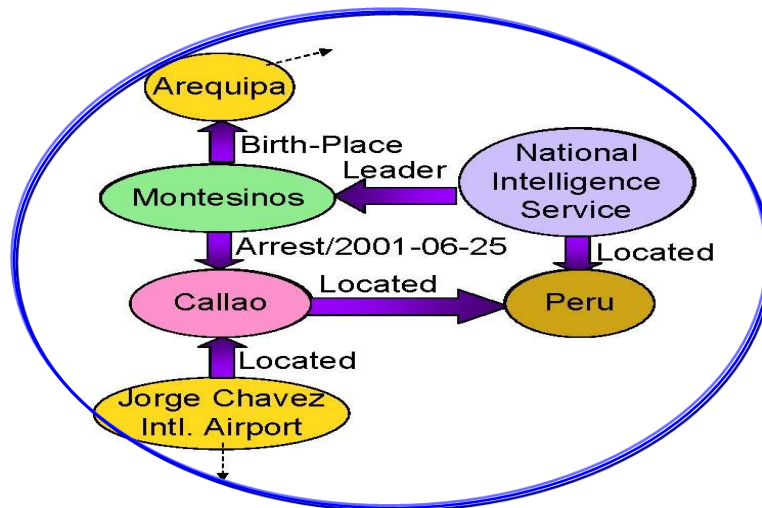 Arequipa
Birth-Place
Leader
National
Intelligence
Service
Montesinos
Arrest/2001-06-25
Located
Located
Callao
Peru
Located
Jorge Chavez
Intl. Airport